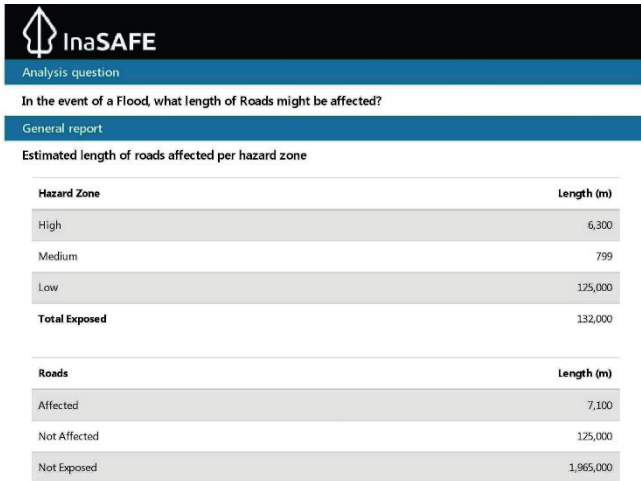 InaSAFE
Analysis question
In the event of a Flood, what length of Roads might be affected?
General report
Estimated length of roads affected per hazard zone
Hazard Zone Length (m)
High 6,300
Medium 799
Low 125,000
Total Exposed 132,000
Roads Length (m)
Affected 7,100
Not Affected 125,000
Not Exposed 1,965,000